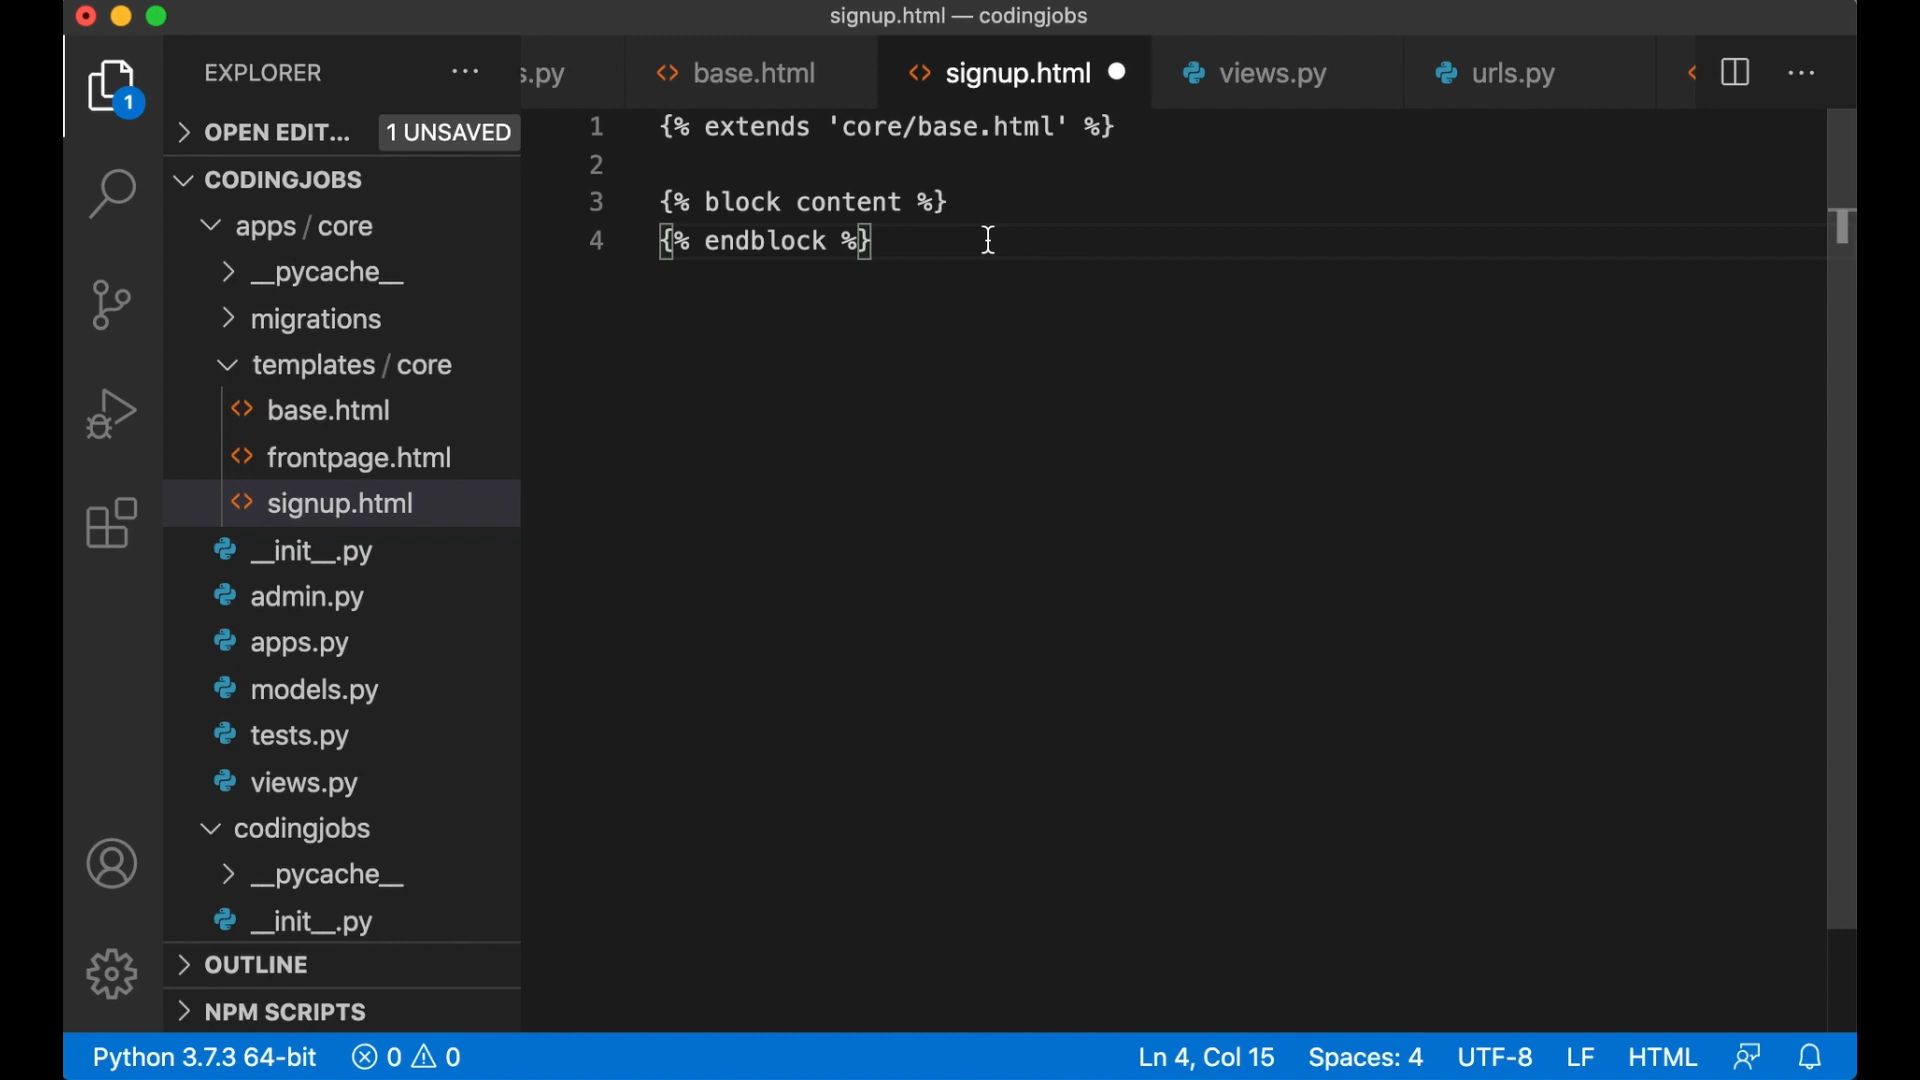 signup.html — codingjobs
EXPLORER
s.py
base.html
signup.html
views.py
urls.py
1
OPEN EDIT... 1 UNSAVED
CODINGJOBS
apps / core
__pycache__
migrations
templates / core
base.html
frontpage.html
signup.html
__init__.py
admin.py
apps.py
models.py
tests.py
views.py
codingjobs
__pycache__
__init__.py
OUTLINE
NPM SCRIPTS
1 {% extends 'core/base.html' %}
2
3 {% block content %}
4 {% endblock %}
Python 3.7.3 64-bit 0 0 Ln 4, Col 15 Spaces: 4 UTF-8 LF HTML